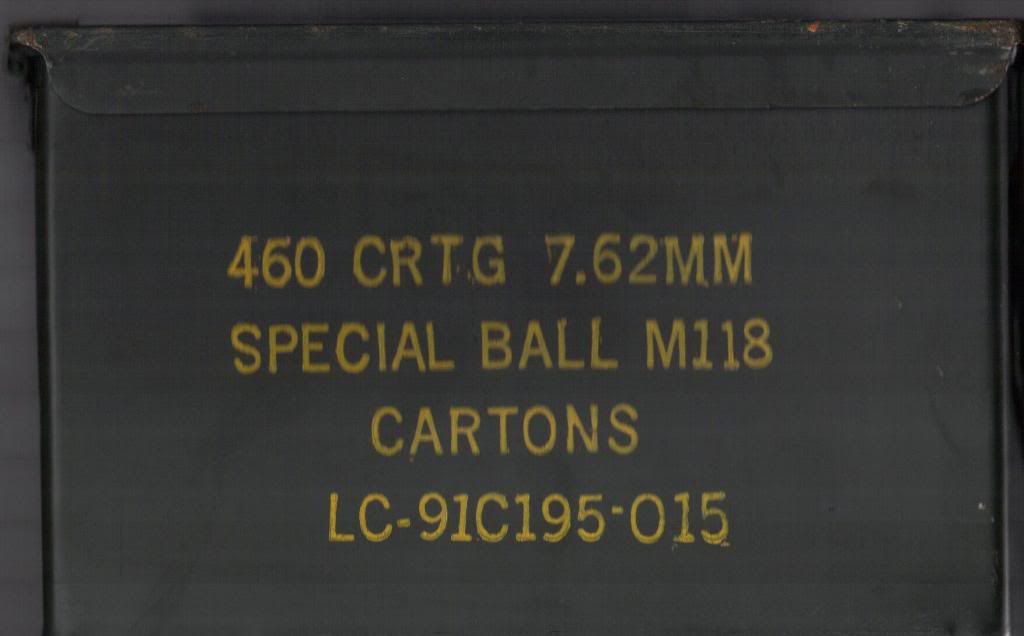 460 CRTG 7.62MM
SPECIAL BALL M118
CARTONS
LC-91C195-015